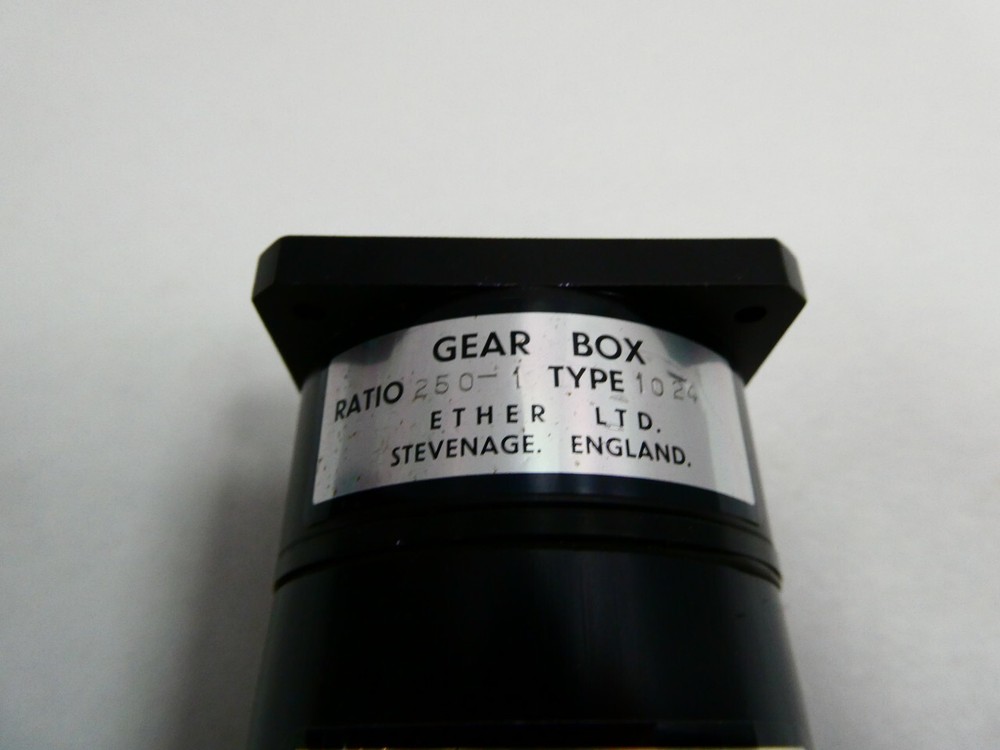 GEAR BOX
RATIO 250-1 TYPE 1024
ETHER LTD.
STEVENAGE. ENGLAND.